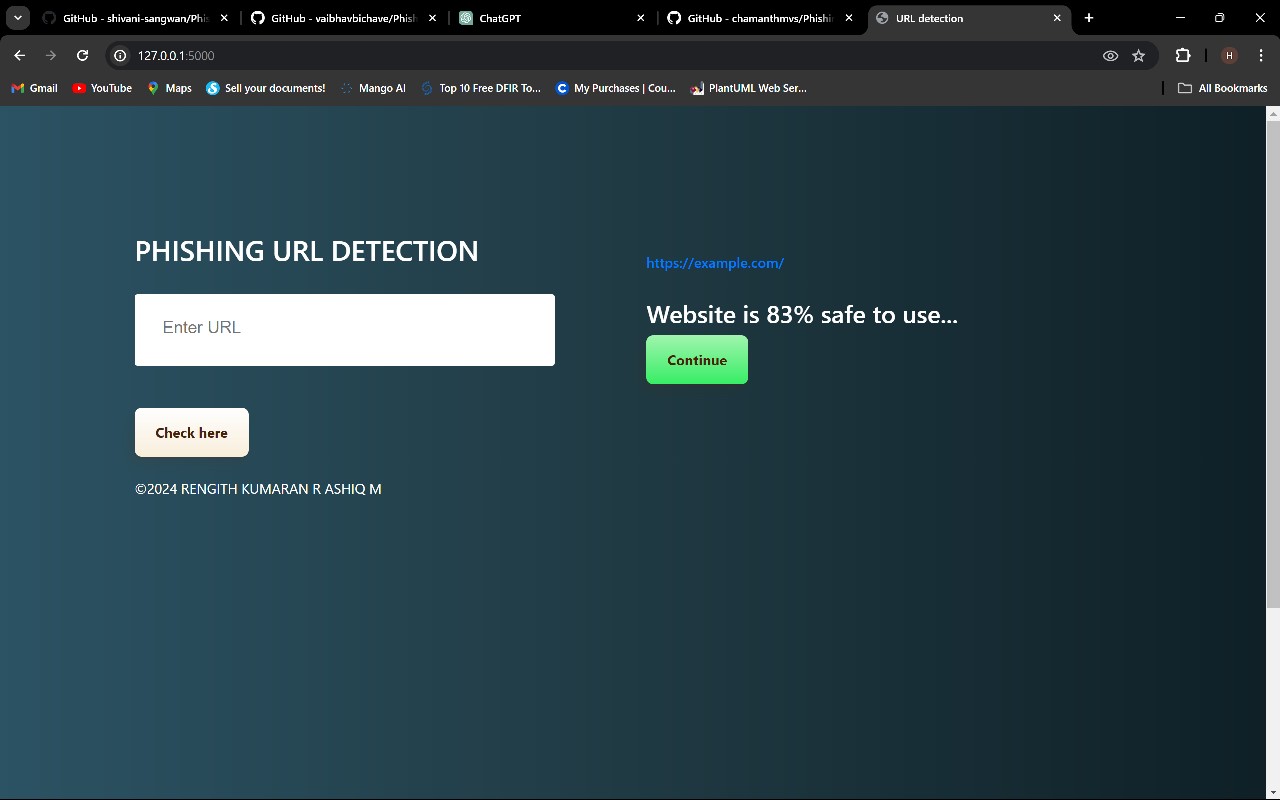 GitHub - shivani-sangwan/Phis
GitHub - vaibhavbichave/Phish
ChatGPT
GitHub - chamanthmvs/Phishi
URL detection
127.0.0.1:5000
H
Gmail
YouTube
Maps
Sell your documents!
Mango AI
Top 10 Free DFIR To...
My Purchases | Cou...
PlantUML Web Ser...
All Bookmarks
PHISHING URL DETECTION
Enter URL
Check here
©2024 RENGITH KUMARAN R ASHIQ M
https://example.com/
Website is 83% safe to use...
Continue